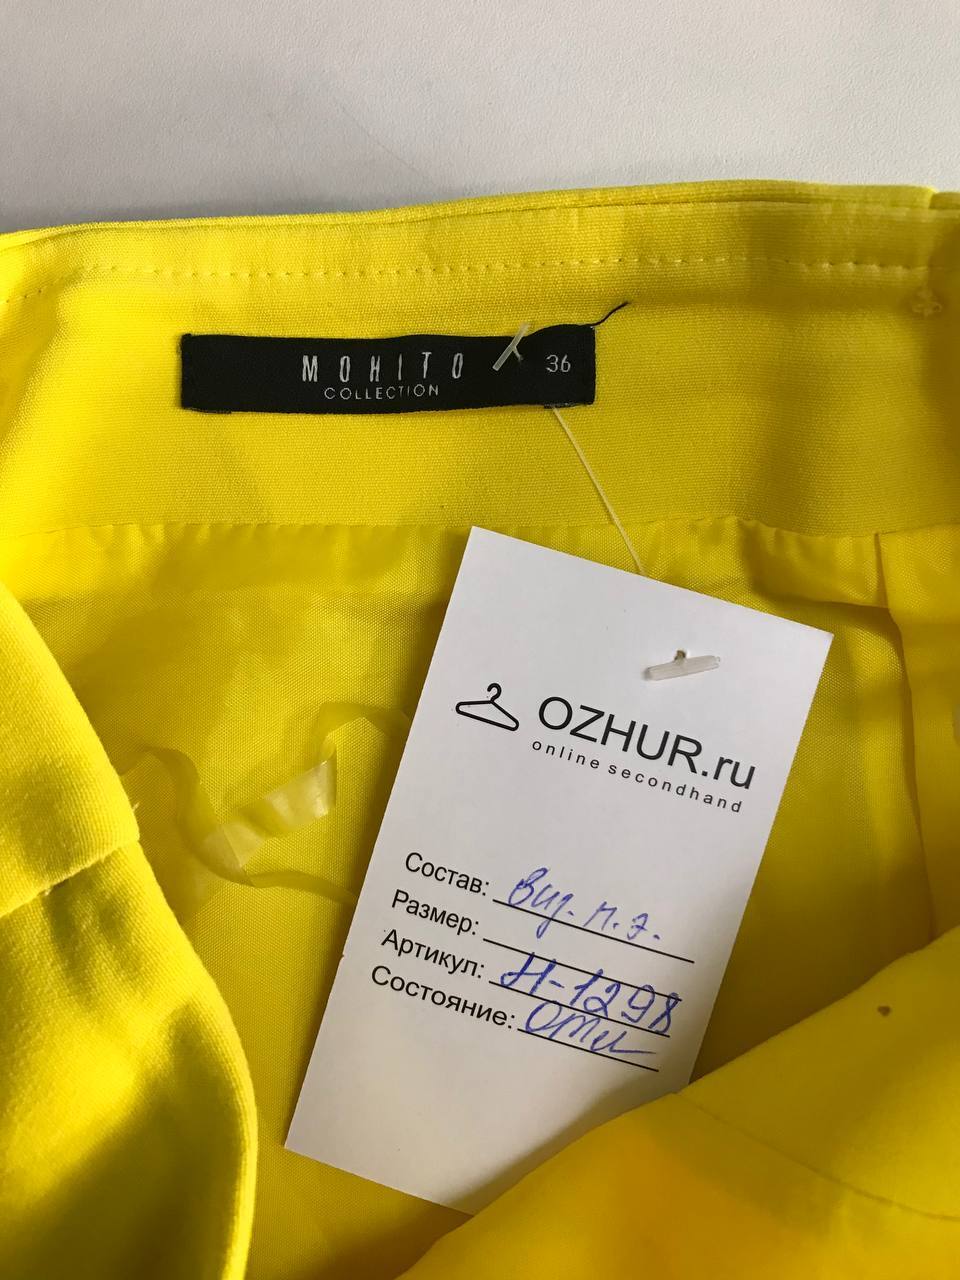 MOHITO 36
COLLECTION
OZHUR.ru
online secondhand
Состав: Виз. п. э.
Размер:
Артикул: Н-1298
Состояние: Отл